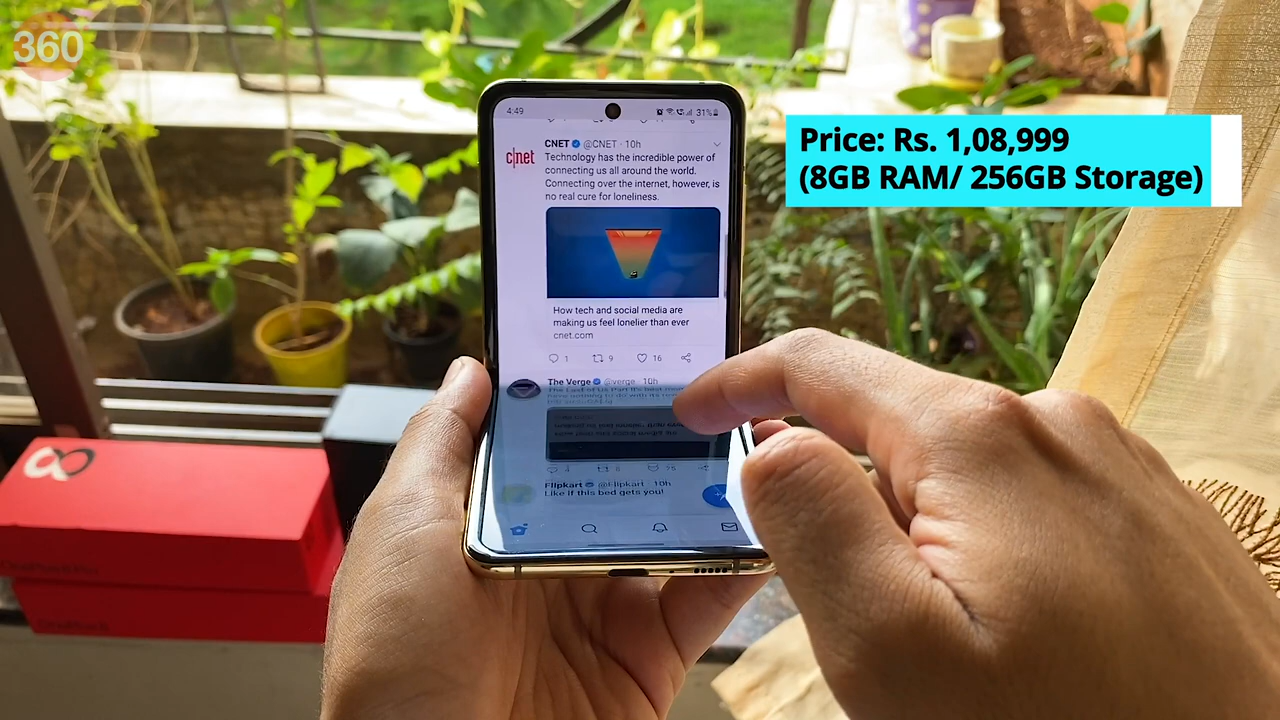 360
Price: Rs. 1,08,999
(8GB RAM/ 256GB Storage)
4:49
31%
CNET @CNET · 10h
c|net
Technology has the incredible power of
connecting us all around the world.
Connecting over the internet, however, is
no real cure for loneliness.
How tech and social media are
making us feel lonelier than ever
cnet.com
1 9 16
The Verge @verge · 10h
Flipkart @Flipkart · 10h
Like if this bed gets you!
8